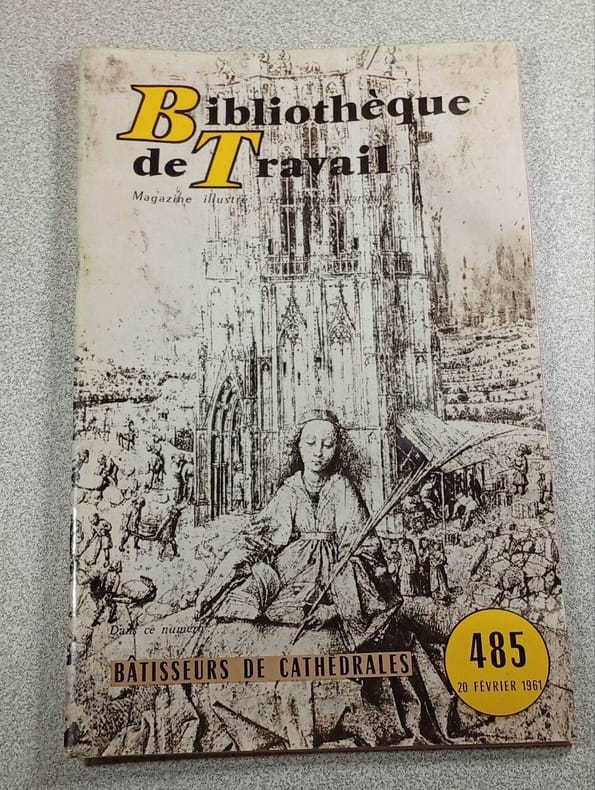 Bibliothèque
de Travail
Magazine illustré
Dans ce numéro
BÂTISSEURS DE CATHÉDRALES
485
20 FÉVRIER 1961